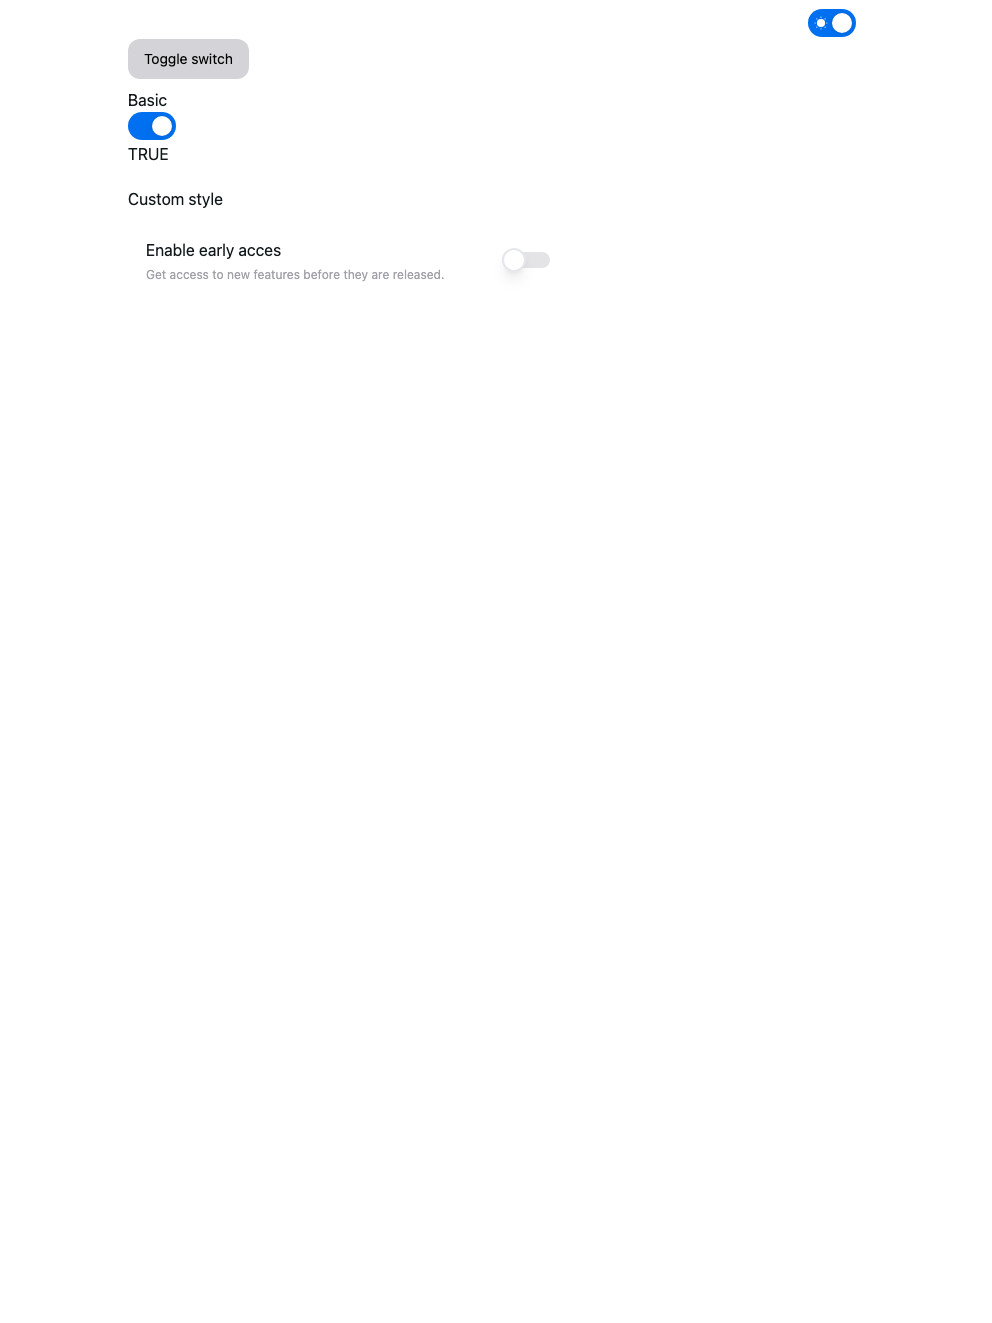 Toggle switch
Basic
TRUE
Custom style
Enable early acces
Get access to new features before they are released.